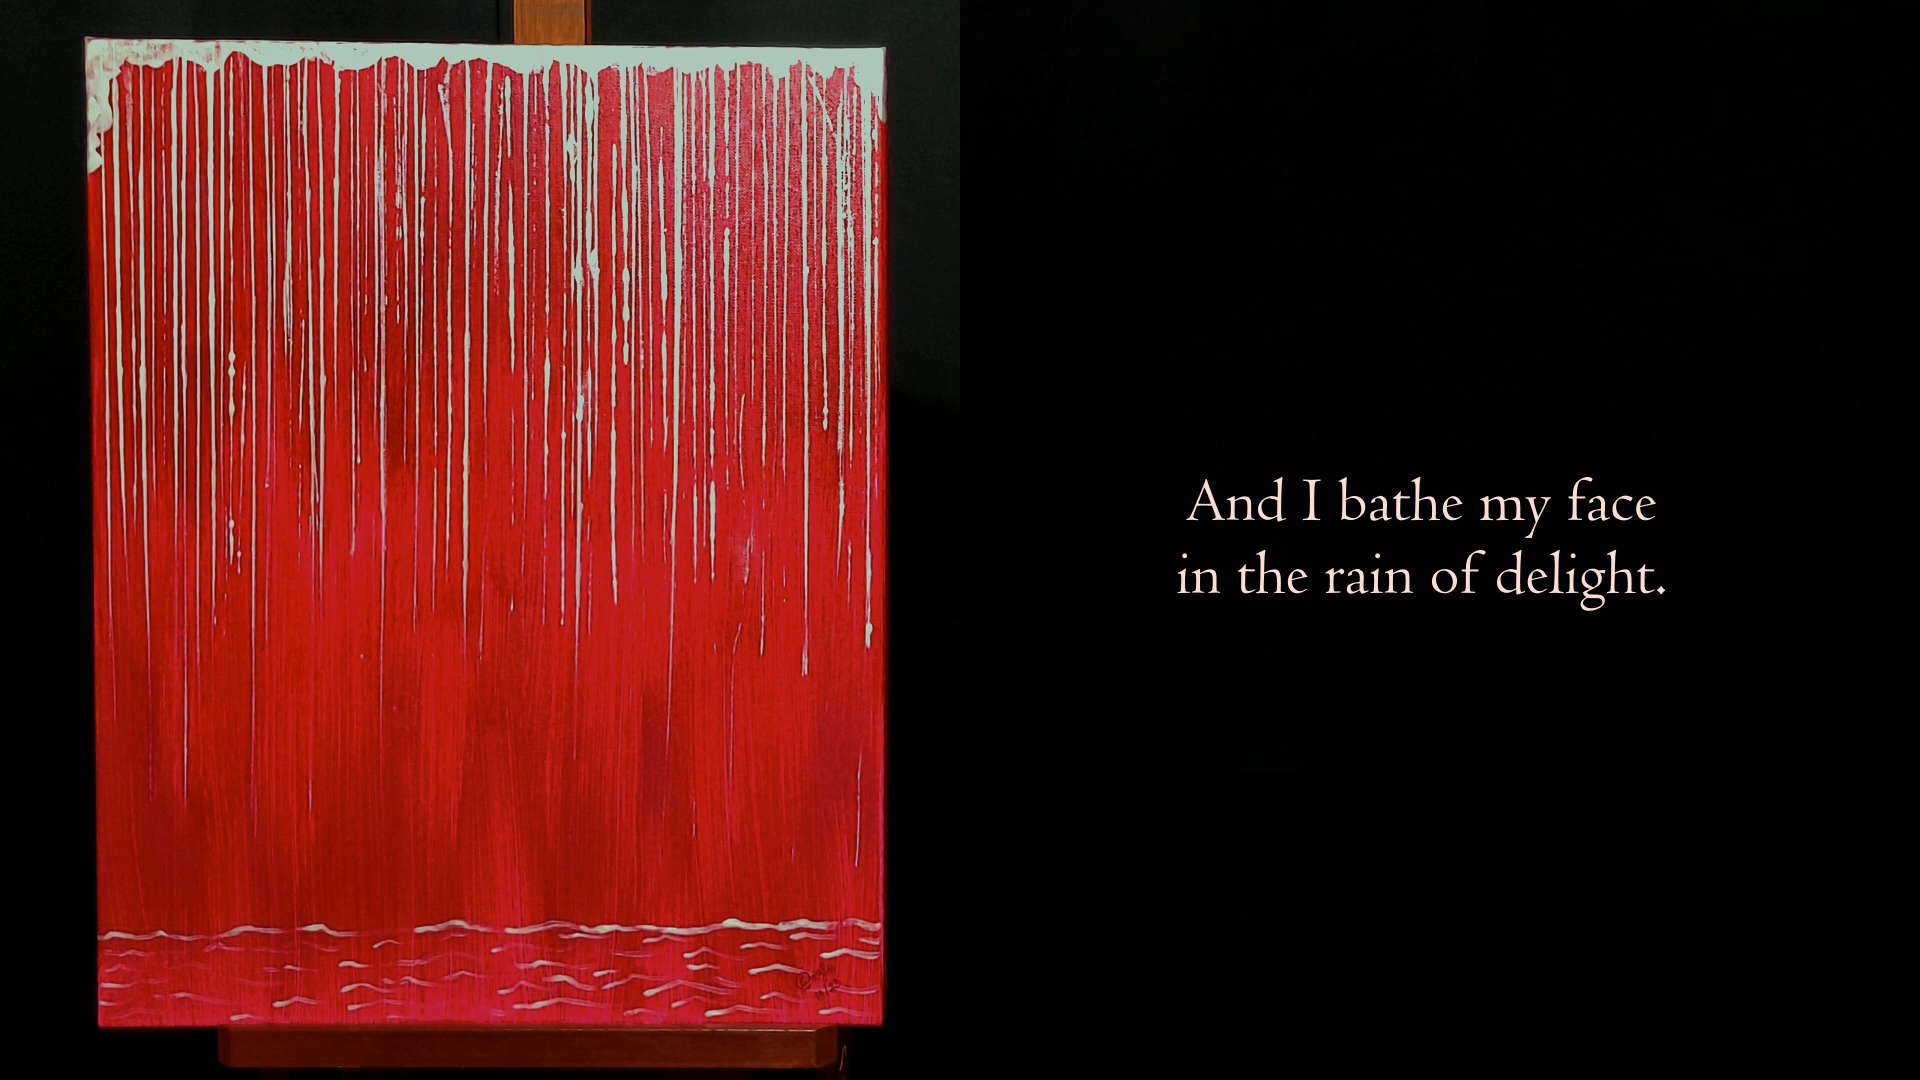 And I bathe my face
in the rain of delight.